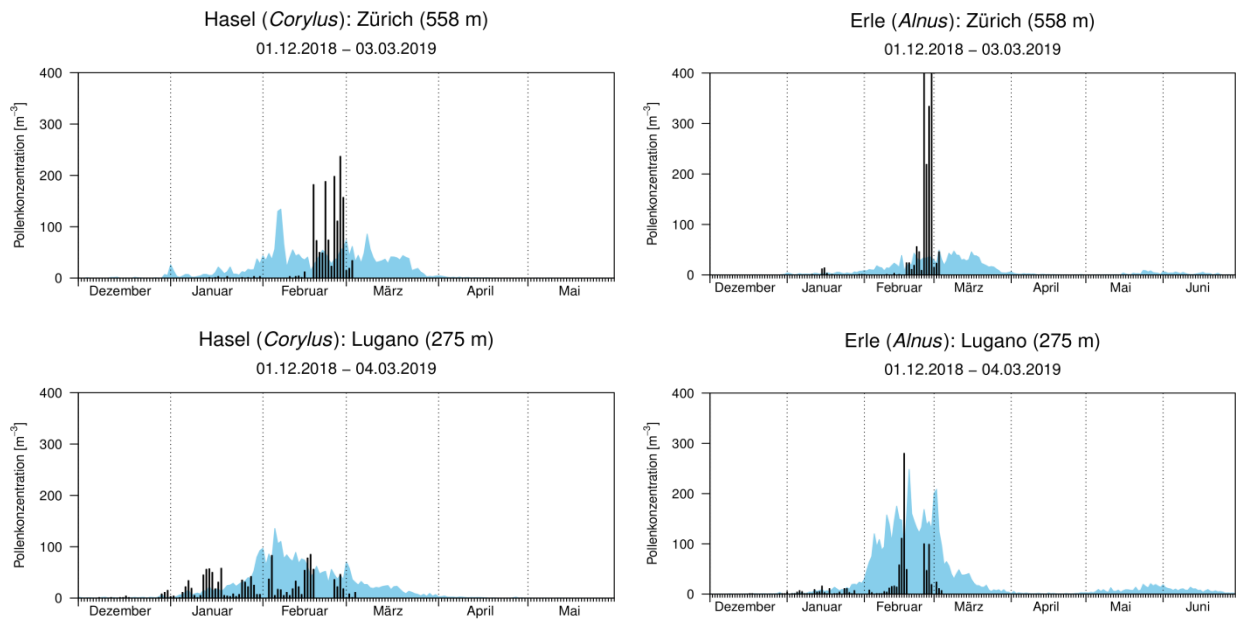 Hasel (Corylus): Zürich (558 m)
01.12.2018 – 03.03.2019
Pollenkonzentration [m⁻³]
400
300
200
100
0
Dezember Januar Februar März April Mai
Erle (Alnus): Zürich (558 m)
01.12.2018 – 03.03.2019
Pollenkonzentration [m⁻³]
400
300
200
100
0
Dezember Januar Februar März April Mai Juni
Hasel (Corylus): Lugano (275 m)
01.12.2018 – 04.03.2019
Pollenkonzentration [m⁻³]
400
300
200
100
0
Dezember Januar Februar März April Mai
Erle (Alnus): Lugano (275 m)
01.12.2018 – 04.03.2019
Pollenkonzentration [m⁻³]
400
300
200
100
0
Dezember Januar Februar März April Mai Juni